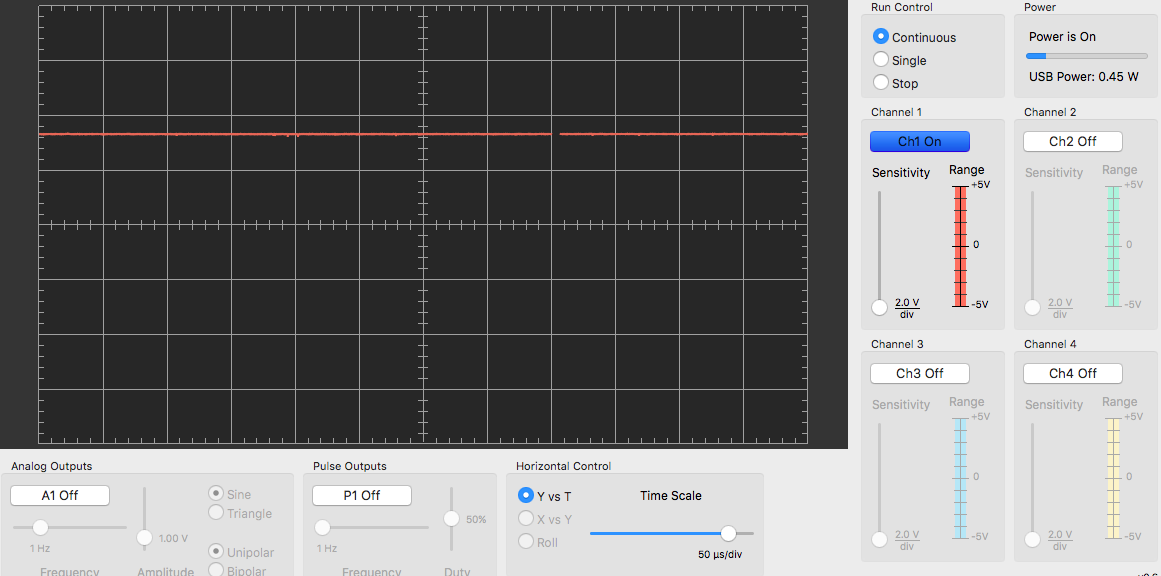 Run Control
Continuous
Single
Stop
Power
Power is On
USB Power: 0.45 W
Channel 1
Ch1 On
Sensitivity
Range
+5V
0
-5V
2.0 V
div
Channel 2
Ch2 Off
Sensitivity
Range
+5V
0
-5V
2.0 V
div
Channel 3
Ch3 Off
Sensitivity
Range
+5V
0
-5V
2.0 V
div
Channel 4
Ch4 Off
Sensitivity
Range
+5V
0
-5V
2.0 V
div
Analog Outputs
A1 Off
1 Hz
Frequency
1.00 V
Amplitude
Sine
Triangle
Unipolar
Bipolar
Pulse Outputs
P1 Off
1 Hz
Frequency
50%
Duty
Horizontal Control
Y vs T
X vs Y
Roll
Time Scale
50 µs/div